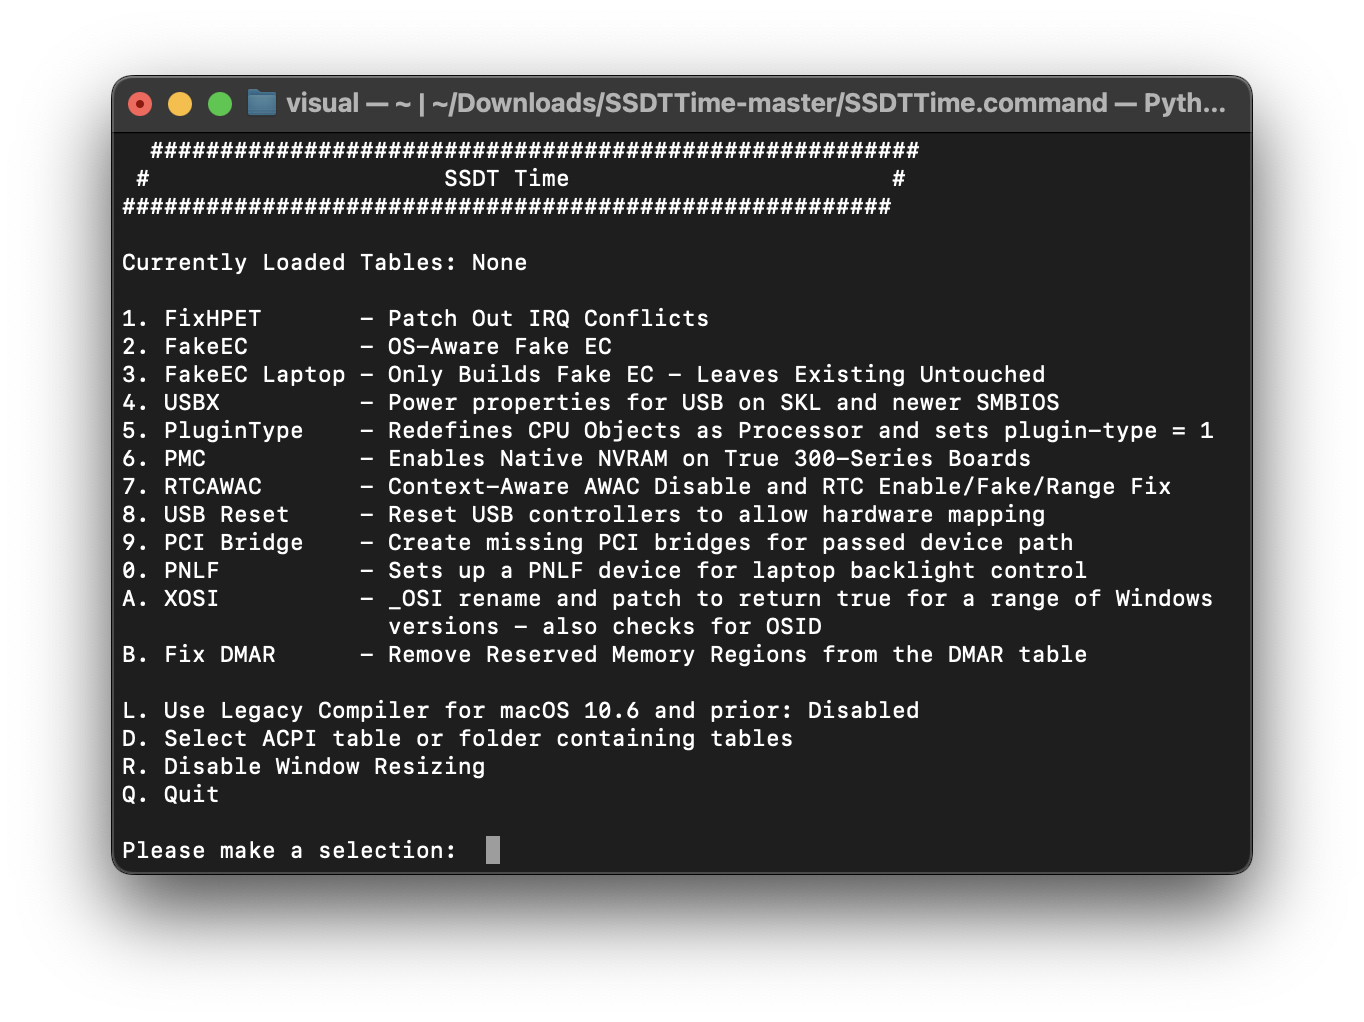 visual — ~ | ~/Downloads/SSDTTime-master/SSDTTime.command — Pyth...
#######################################################
# SSDT Time #
#######################################################
Currently Loaded Tables: None
1. FixHPET - Patch Out IRQ Conflicts
2. FakeEC - OS-Aware Fake EC
3. FakeEC Laptop - Only Builds Fake EC - Leaves Existing Untouched
4. USBX - Power properties for USB on SKL and newer SMBIOS
5. PluginType - Redefines CPU Objects as Processor and sets plugin-type = 1
6. PMC - Enables Native NVRAM on True 300-Series Boards
7. RTCAWAC - Context-Aware AWAC Disable and RTC Enable/Fake/Range Fix
8. USB Reset - Reset USB controllers to allow hardware mapping
9. PCI Bridge - Create missing PCI bridges for passed device path
0. PNLF - Sets up a PNLF device for laptop backlight control
A. XOSI - _OSI rename and patch to return true for a range of Windows
versions - also checks for OSID
B. Fix DMAR - Remove Reserved Memory Regions from the DMAR table
L. Use Legacy Compiler for macOS 10.6 and prior: Disabled
D. Select ACPI table or folder containing tables
R. Disable Window Resizing
Q. Quit
Please make a selection: